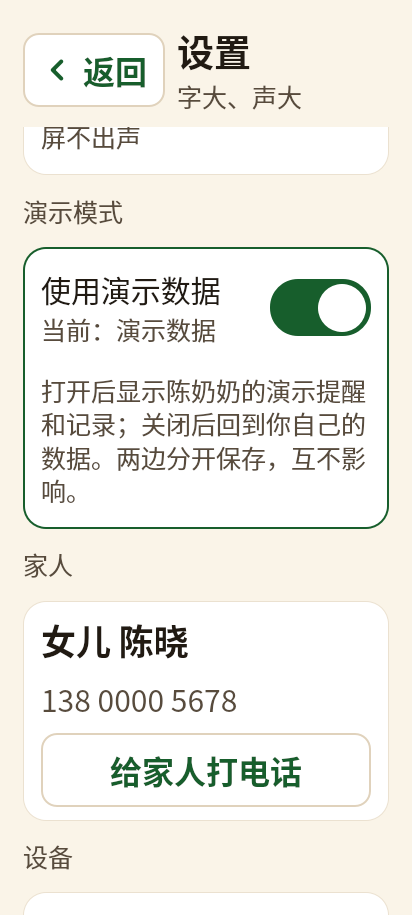 返回
设置
字大、声大
屏不出声
演示模式
使用演示数据
当前：演示数据
打开后显示陈奶奶的演示提醒
和记录；关闭后回到你自己的
数据。两边分开保存，互不影
响。
家人
女儿 陈晓
138 0000 5678
给家人打电话
设备